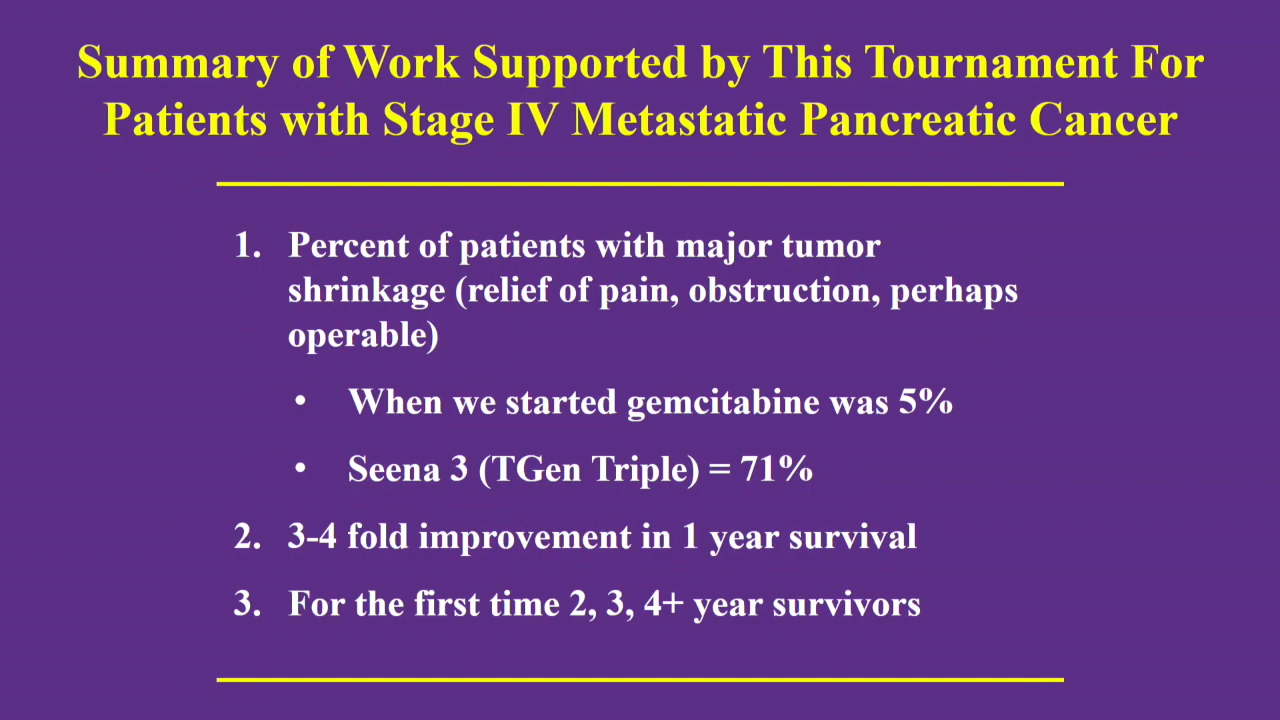 Summary of Work Supported by This Tournament For
Patients with Stage IV Metastatic Pancreatic Cancer
1. Percent of patients with major tumor
shrinkage (relief of pain, obstruction, perhaps
operable)
• When we started gemcitabine was 5%
• Seena 3 (TGen Triple) = 71%
2. 3-4 fold improvement in 1 year survival
3. For the first time 2, 3, 4+ year survivors